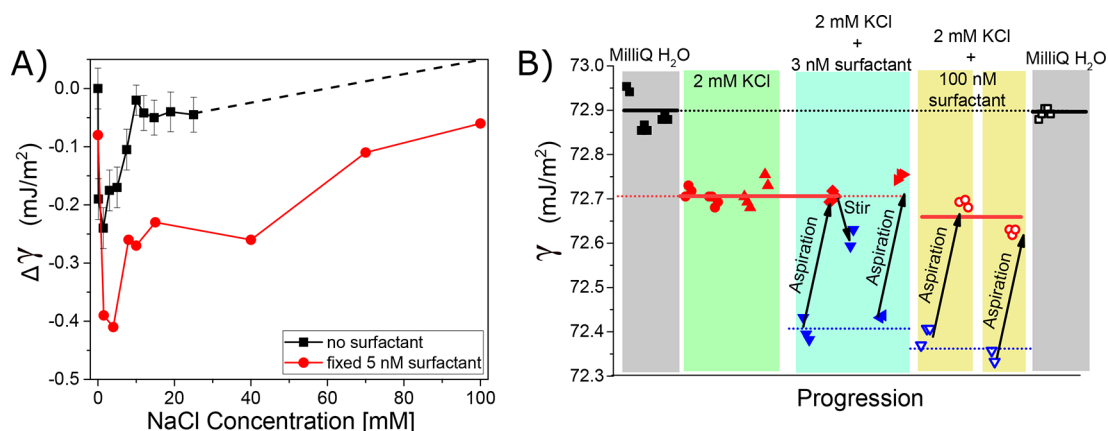 A)
0.0
-0.1
-0.2
-0.3
-0.4
-0.5
Δγ (mJ/m²)
0
20
40
60
80
100
NaCl Concentration [mM]
no surfactant
fixed 5 nM surfactant
B)
MilliQ H₂O
2 mM KCl
2 mM KCl
+
3 nM surfactant
2 mM KCl
+
100 nM
surfactant
MilliQ H₂O
73.0
72.9
72.8
72.7
72.6
72.5
72.4
72.3
γ (mJ/m²)
Aspiration
Stir
Aspiration
Aspiration
Aspiration
Progression